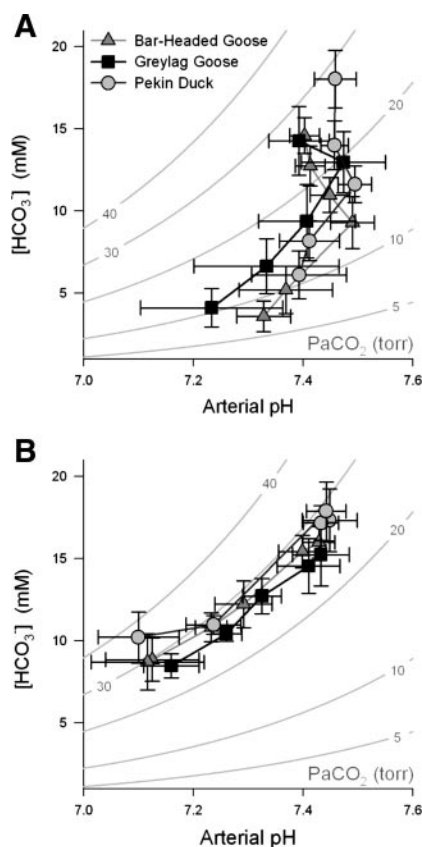 A
Bar-Headed Goose
Greylag Goose
Pekin Duck
[HCO₃] (mM)
20
15
10
5
40
30
20
10
5
PaCO₂ (torr)
7.0
7.2
7.4
7.6
Arterial pH
B
[HCO₃] (mM)
20
15
10
5
40
30
20
10
5
PaCO₂ (torr)
7.0
7.2
7.4
7.6
Arterial pH